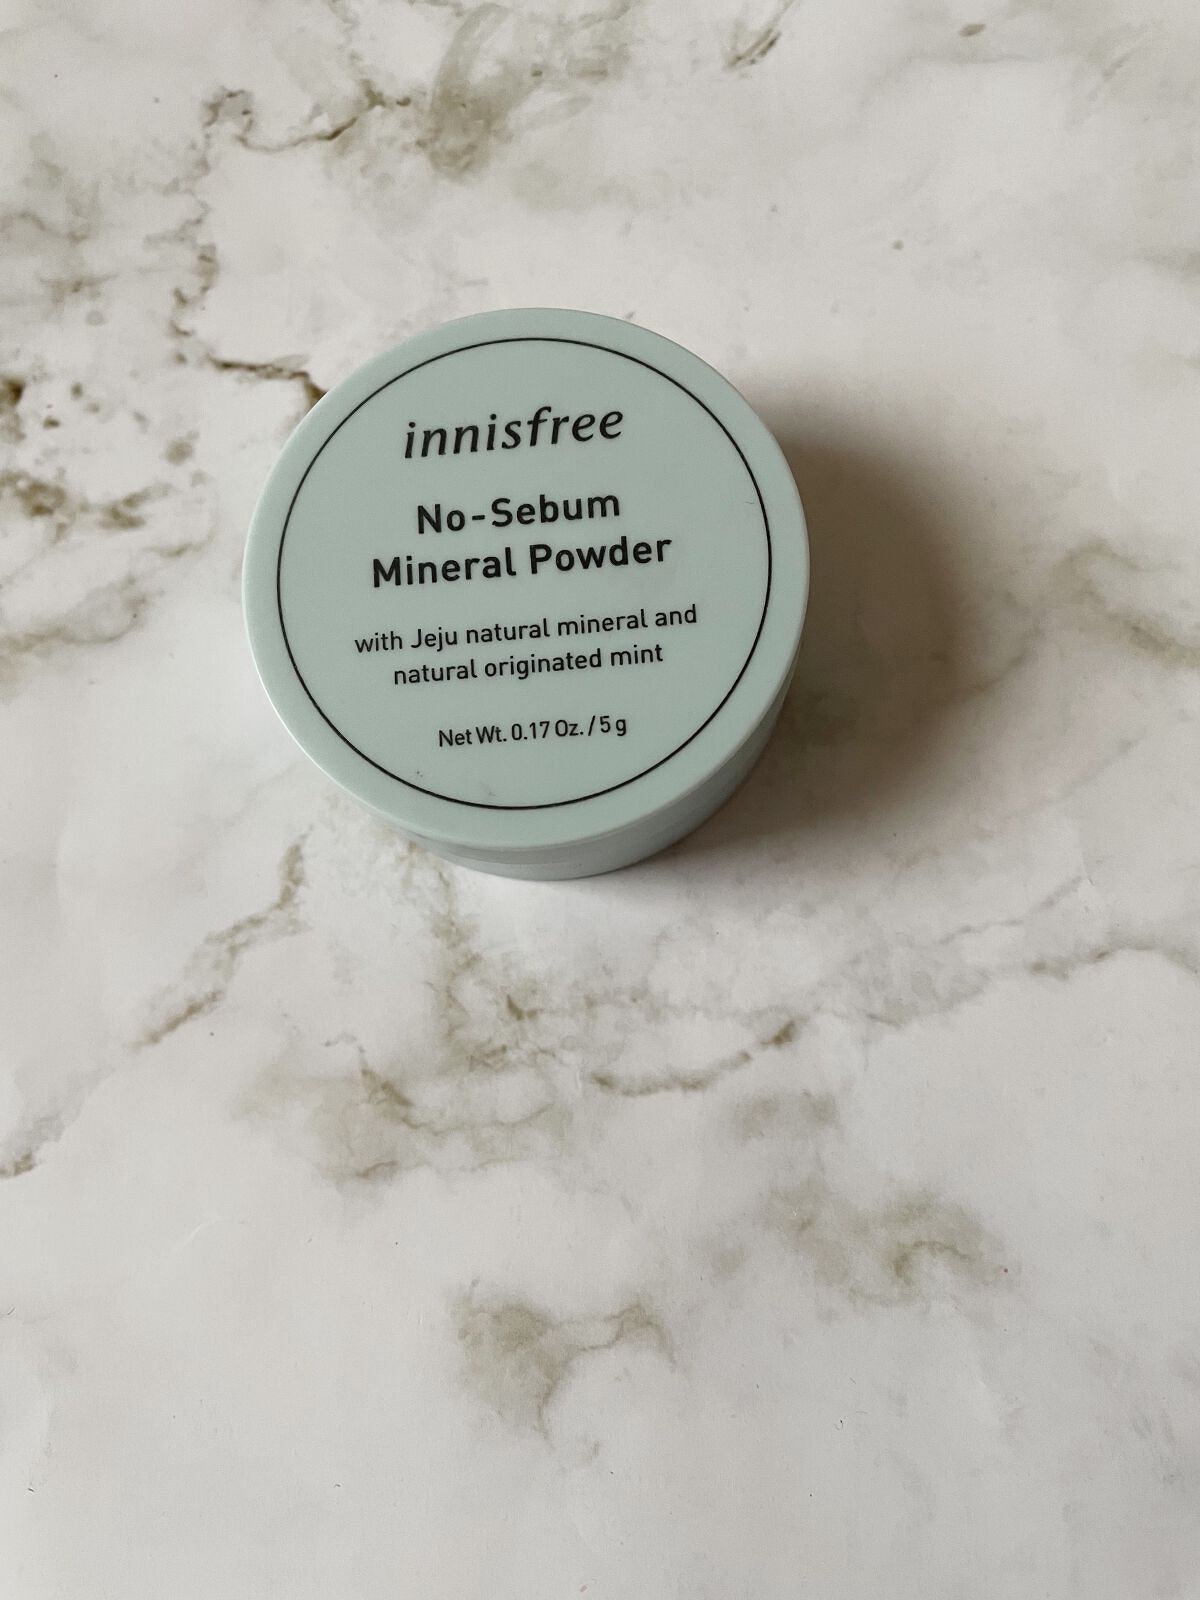 innisfree
No-Sebum
Mineral Powder
with Jeju natural mineral and
natural originated mint
Net Wt. 0.17 Oz. / 5 g